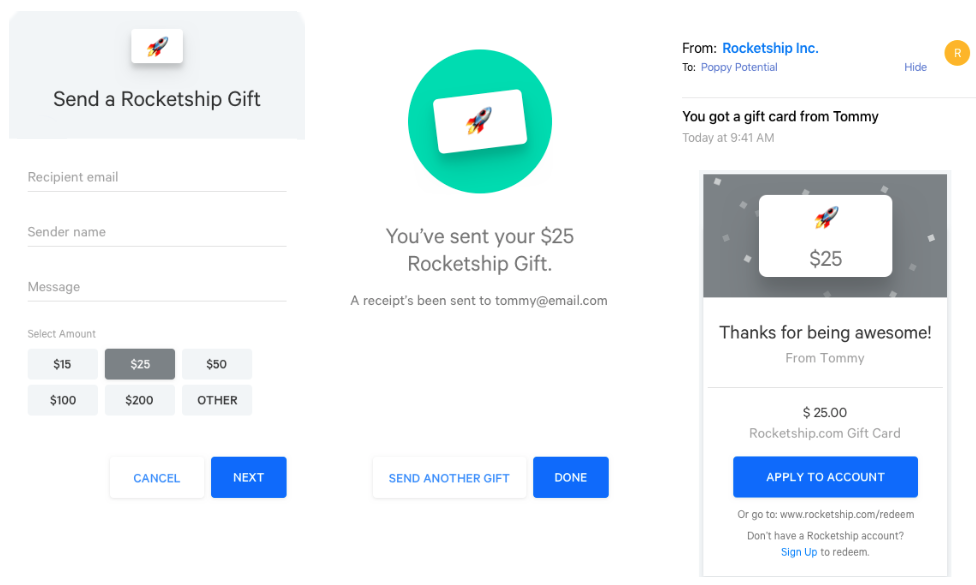 Send a Rocketship Gift
Recipient email
Sender name
Message
Select Amount
$15
$25
$50
$100
$200
OTHER
CANCEL
NEXT
You’ve sent your $25
Rocketship Gift.
A receipt’s been sent to tommy@email.com
SEND ANOTHER GIFT
DONE
From: Rocketship Inc.
R
To: Poppy Potential
Hide
You got a gift card from Tommy
Today at 9:41 AM
$25
Thanks for being awesome!
From Tommy
$ 25.00
Rocketship.com Gift Card
APPLY TO ACCOUNT
Or go to: www.rocketship.com/redeem
Don’t have a Rocketship account?
Sign Up to redeem.